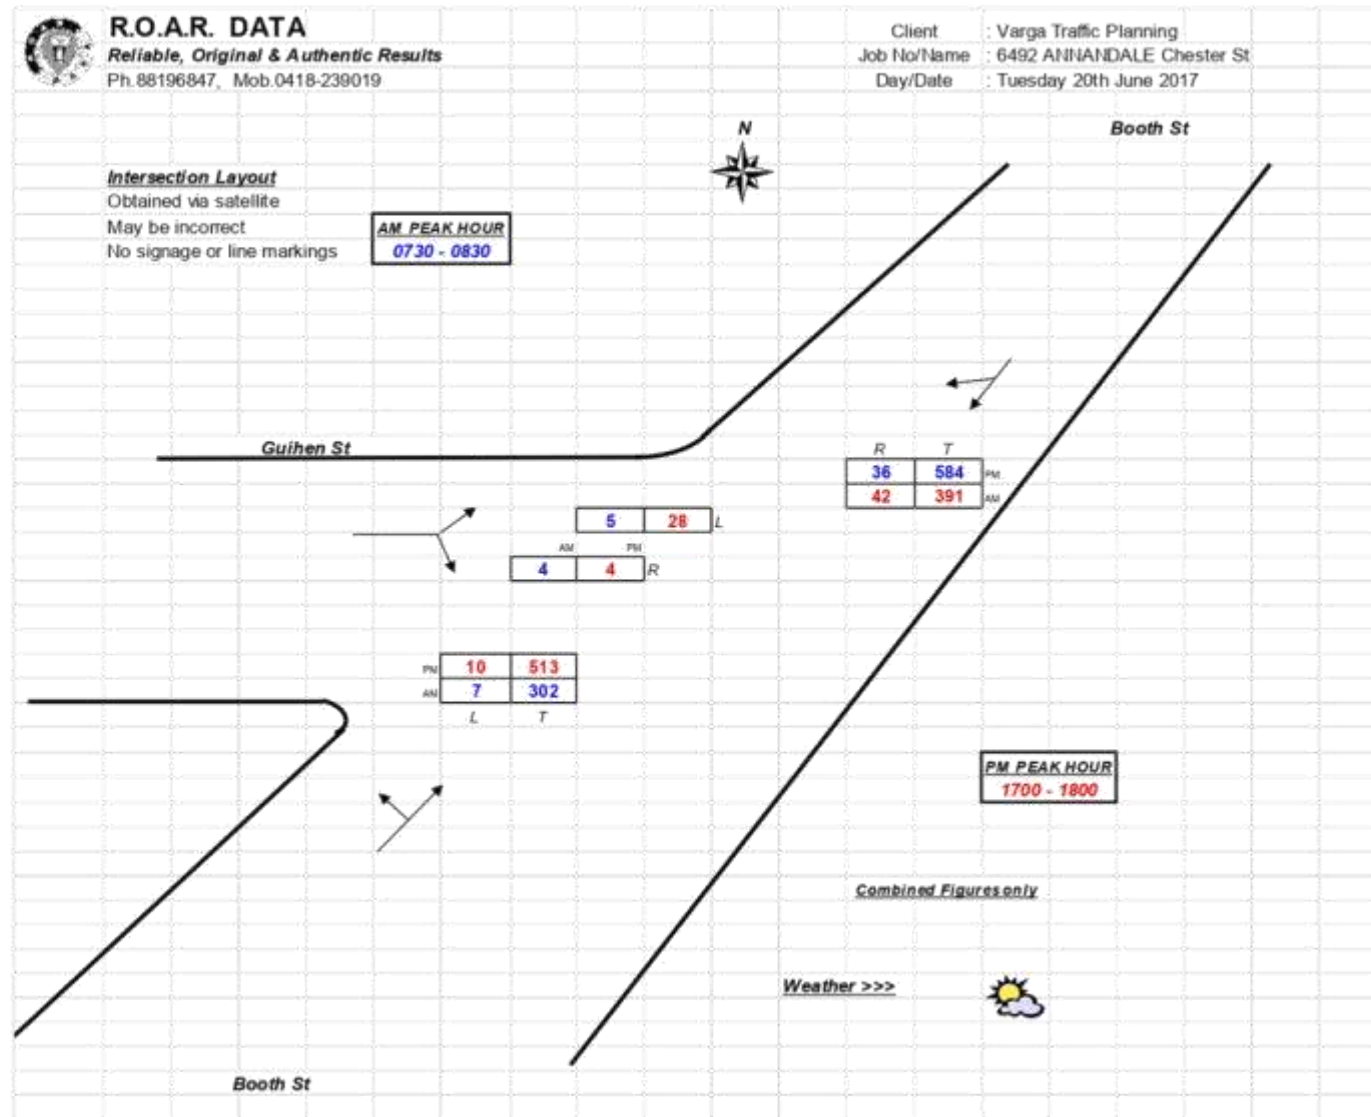 R.O.A.R. DATA
Reliable, Original & Authentic Results
Ph.88196847, Mob.0418-239019
Client : Varga Traffic Planning
Job No/Name : 6492 ANNANDALE Chester St
Day/Date : Tuesday 20th June 2017
N
Booth St
Intersection Layout
Obtained via satellite
May be incorrect
No signage or line markings
AM PEAK HOUR
0730 - 0830
Guihen St
R T
36 584 PM
42 391 AM
5 28 L
AM PM
4 4 R
PM 10 513
AM 7 302
L T
PM PEAK HOUR
1700 - 1800
Combined Figures only
Weather >>>
Booth St